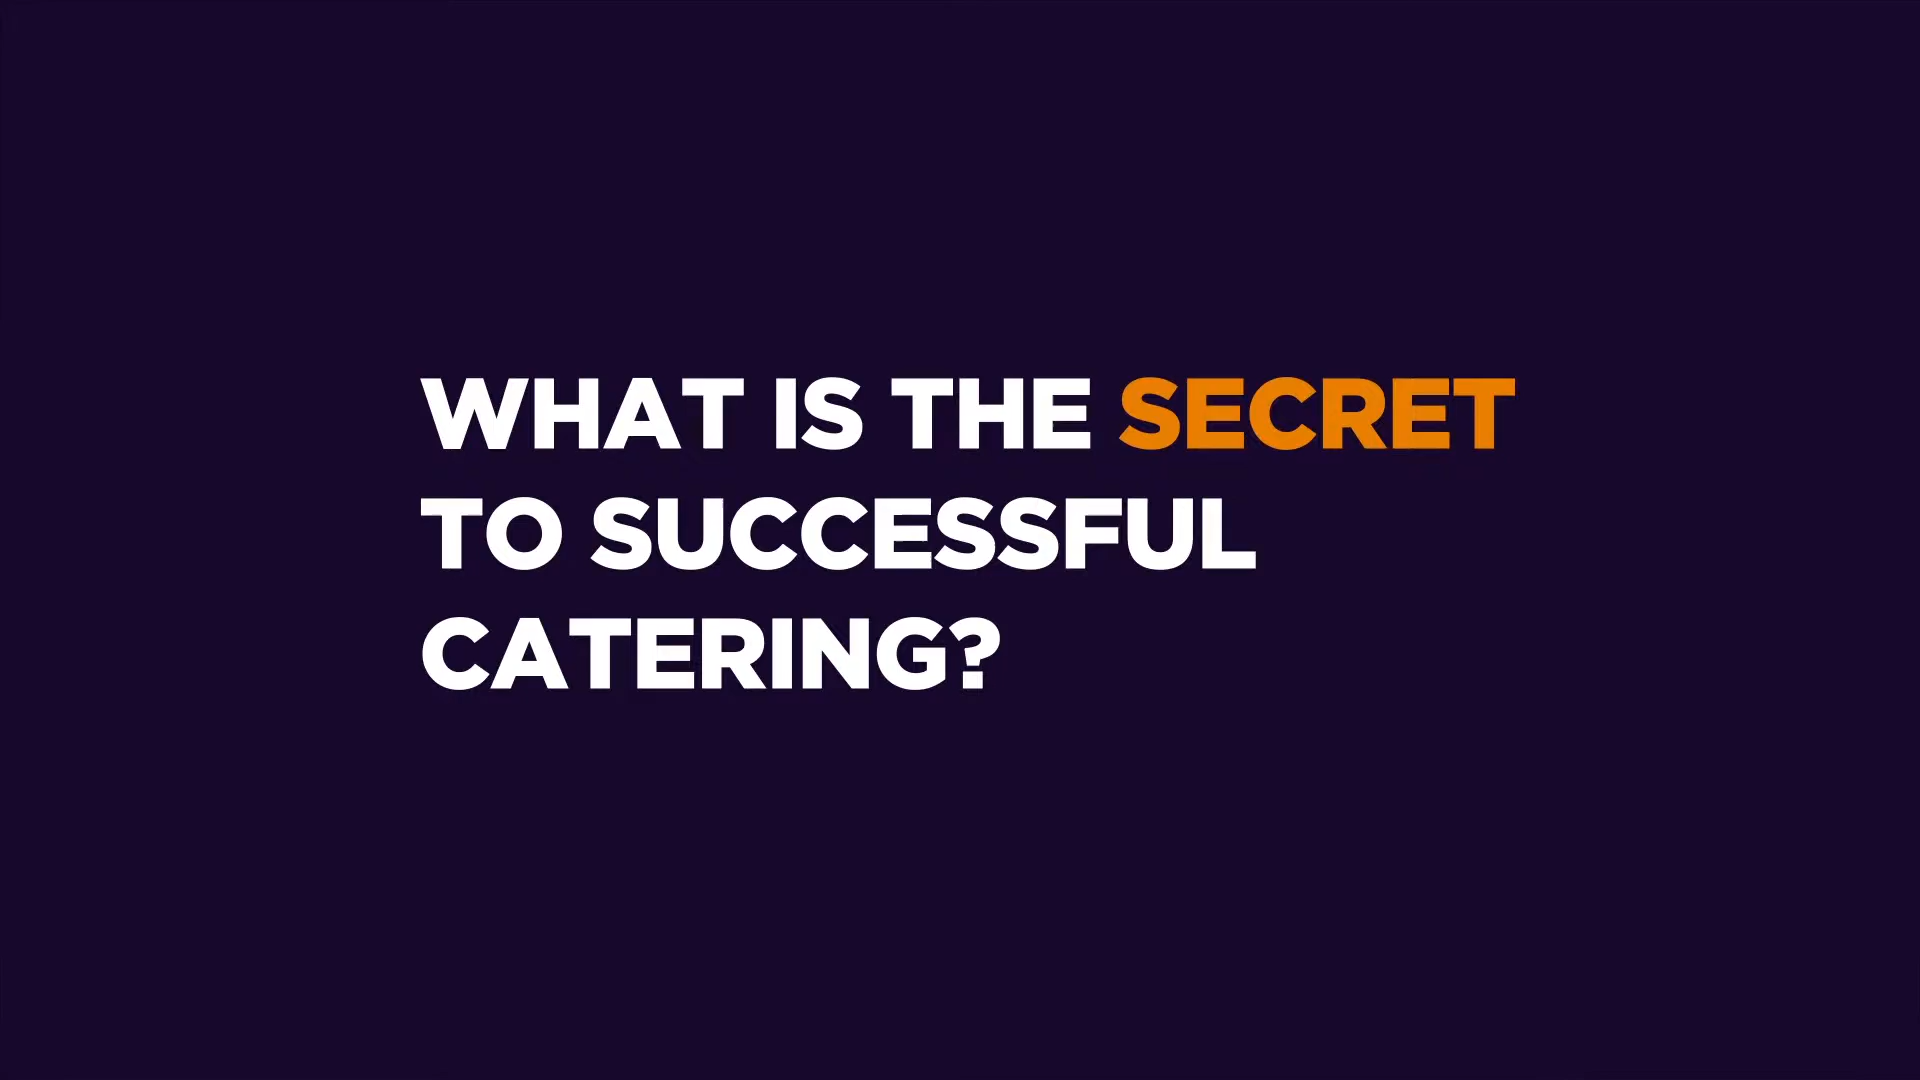 WHAT IS THE SECRET
TO SUCCESSFUL
CATERING?